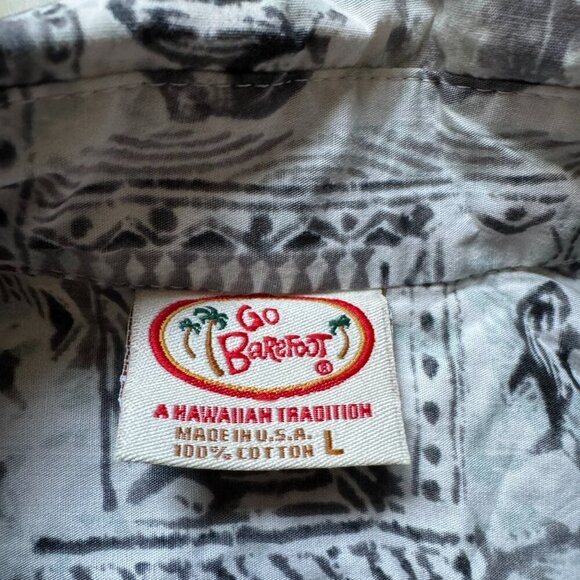 GO
BAREFOOT ®
A HAWAIIAN TRADITION
MADE IN U.S.A.
100% COTTON L